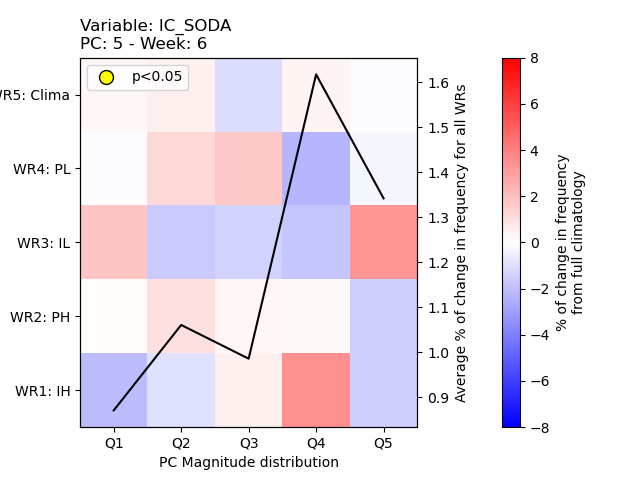 Variable: IC_SODA
PC: 5 - Week: 6
p<0.05
WR5: Clima
WR4: PL
WR3: IL
WR2: PH
WR1: IH
Q1 Q2 Q3 Q4 Q5
PC Magnitude distribution
1.6
1.5
1.4
1.3
1.2
1.1
1.0
0.9
Average % of change in frequency for all WRs
8
6
4
2
0
−2
−4
−6
−8
% of change in frequency
from full climatology